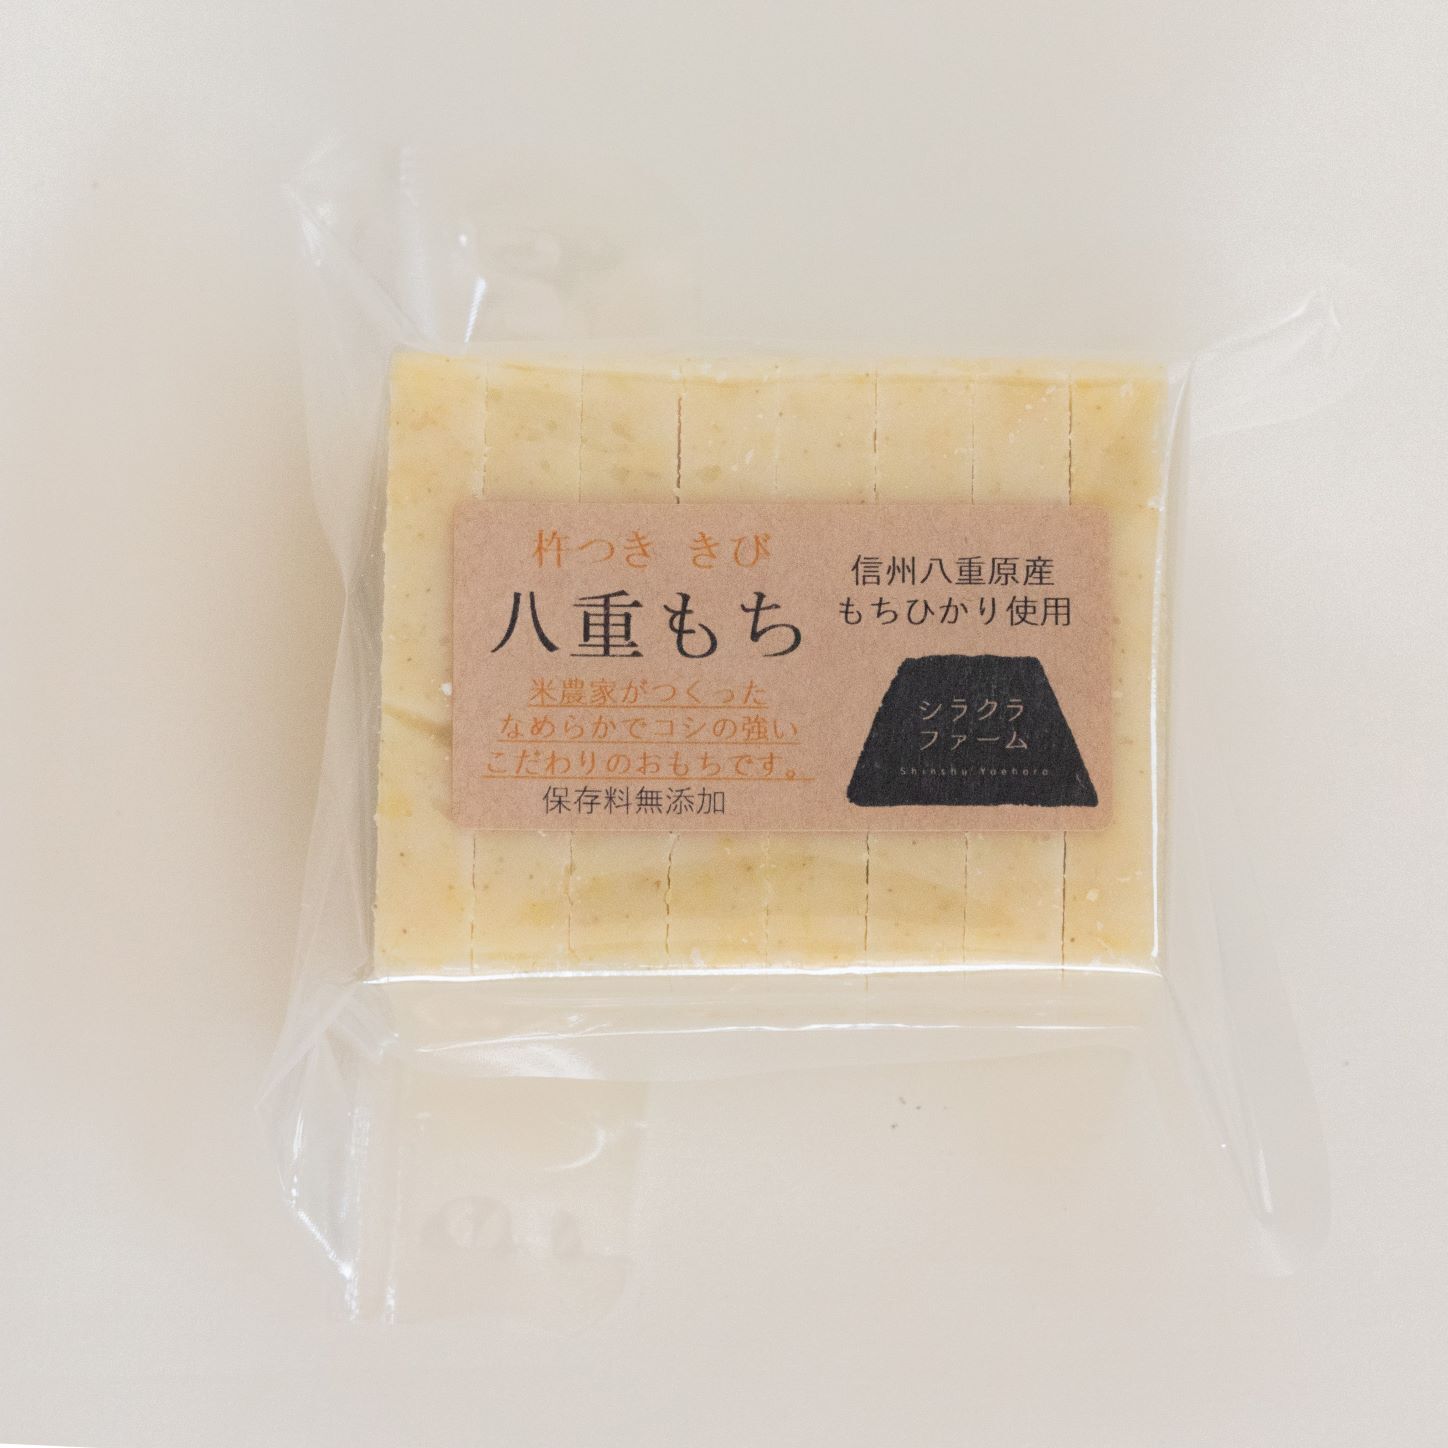 杵つき きび
八重もち
米農家がつくった
なめらかでコシの強い
こだわりのおもちです。
保存料無添加
信州八重原産
もちひかり使用
シラクラ
ファーム
Shinshu Yaehara